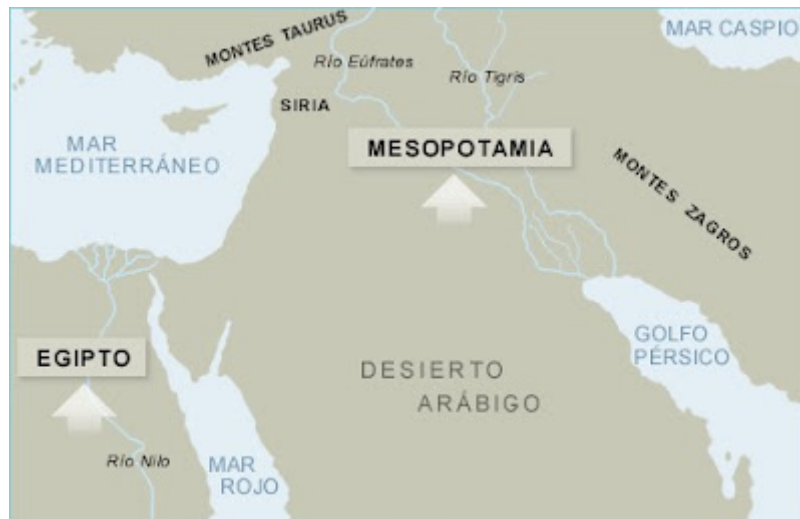 MONTES TAURUS
MAR CASPIO
Río Eúfrates
Río Tigris
SIRIA
MAR
MEDITERRÁNEO
MESOPOTAMIA
MONTES ZAGROS
EGIPTO
GOLFO
PÉRSICO
DESIERTO
ARÁBIGO
Río Nilo
MAR
ROJO